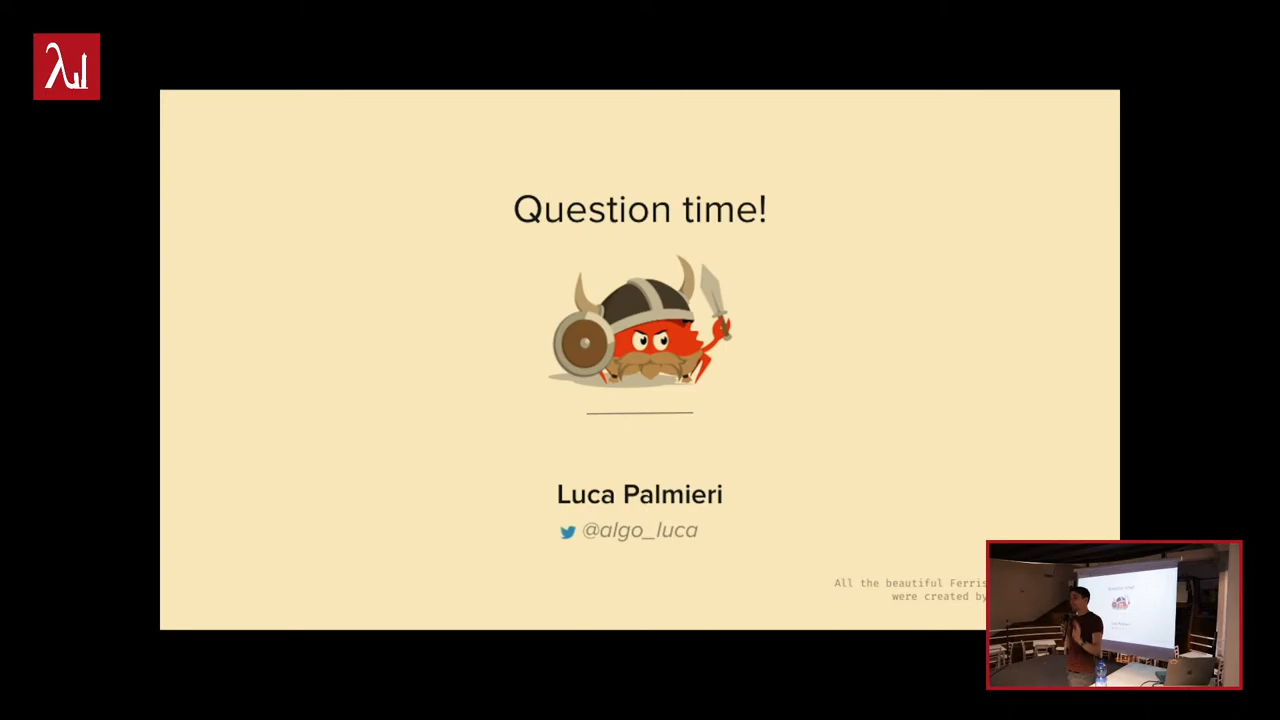 Question time!
Luca Palmieri
@algo_luca
All the beautiful Ferris
were created by